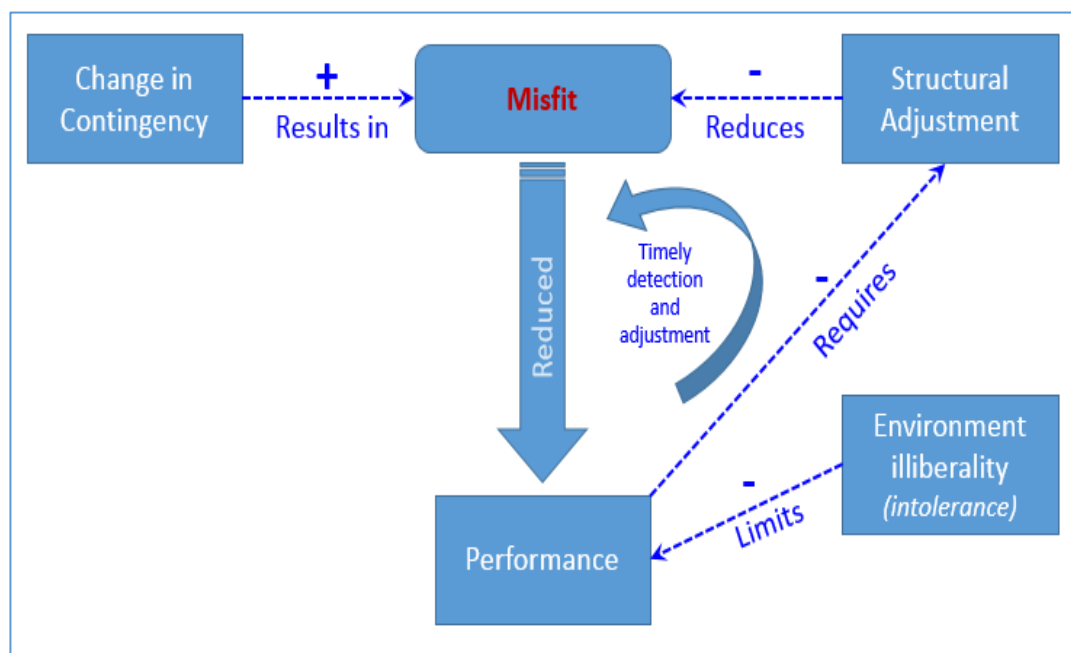 Change in
Contingency
+
Results in
Misfit
-
Reduces
Structural
Adjustment
Reduced
Timely
detection
and
adjustment
-
Requires
Environment
illiberality
(intolerance)
-
Limits
Performance